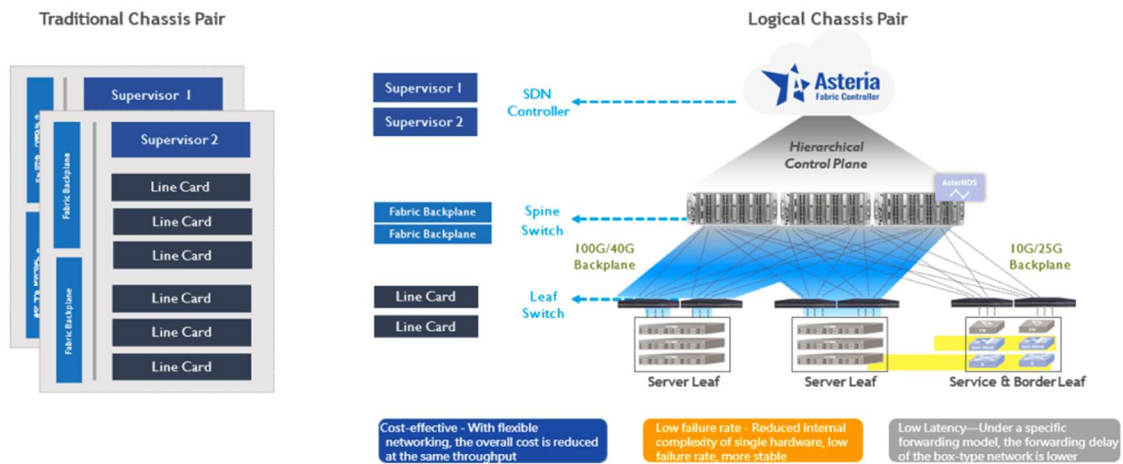 Traditional Chassis Pair
Supervisor 1
Supervisor 2
Fabric Backplane
Line Card
Line Card
Line Card
Fabric Backplane
Line Card
Line Card
Line Card
Logical Chassis Pair
Supervisor 1
Supervisor 2
SDN
Controller
Asteria
Fabric Controller
Hierarchical
Control Plane
AsterNOS
Fabric Backplane
Fabric Backplane
Spine
Switch
100G/40G
Backplane
10G/25G
Backplane
Line Card
Line Card
Leaf
Switch
Server Leaf
Server Leaf
Service & Border Leaf
Cost-effective - With flexible
networking, the overall cost is reduced
at the same throughput
Low failure rate - Reduced internal
complexity of single hardware, low
failure rate, more stable
Low Latency—Under a specific
forwarding model, the forwarding delay
of the box-type network is lower